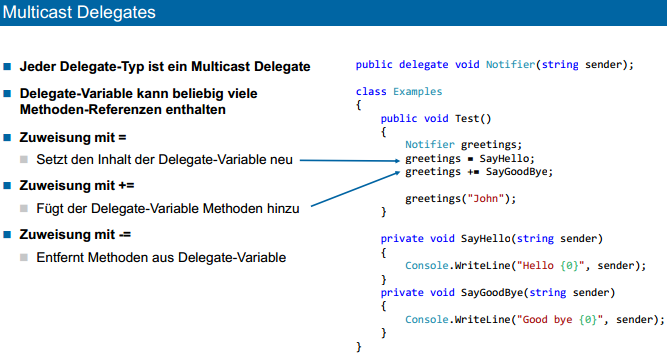 Multicast Delegates
Jeder Delegate-Typ ist ein Multicast Delegate
Delegate-Variable kann beliebig viele
Methoden-Referenzen enthalten
Zuweisung mit =
Setzt den Inhalt der Delegate-Variable neu
Zuweisung mit +=
Fügt der Delegate-Variable Methoden hinzu
Zuweisung mit -=
Entfernt Methoden aus Delegate-Variable
public delegate void Notifier(string sender);
class Examples
{
public void Test()
{
Notifier greetings;
greetings = SayHello;
greetings += SayGoodBye;
greetings("John");
}
private void SayHello(string sender)
{
Console.WriteLine("Hello {0}", sender);
}
private void SayGoodBye(string sender)
{
Console.WriteLine("Good bye {0}", sender);
}
}